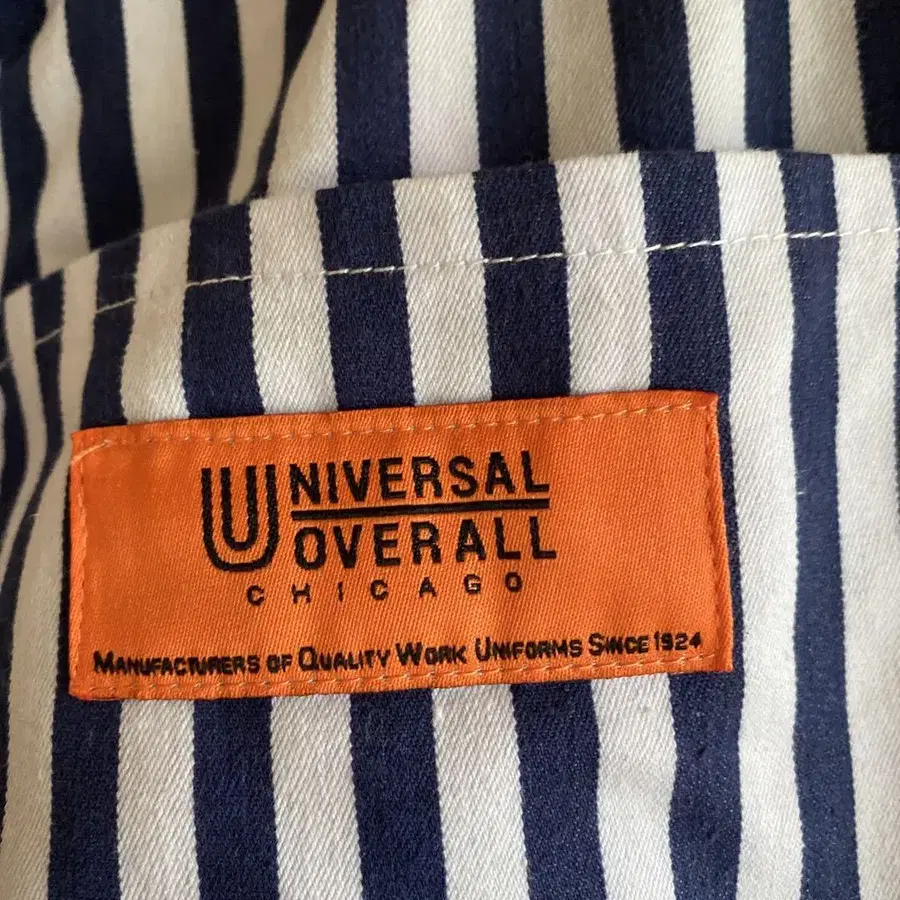 UNIVERSAL
OVERALL
CHICAGO
MANUFACTURERS OF QUALITY WORK UNIFORMS SINCE 1924